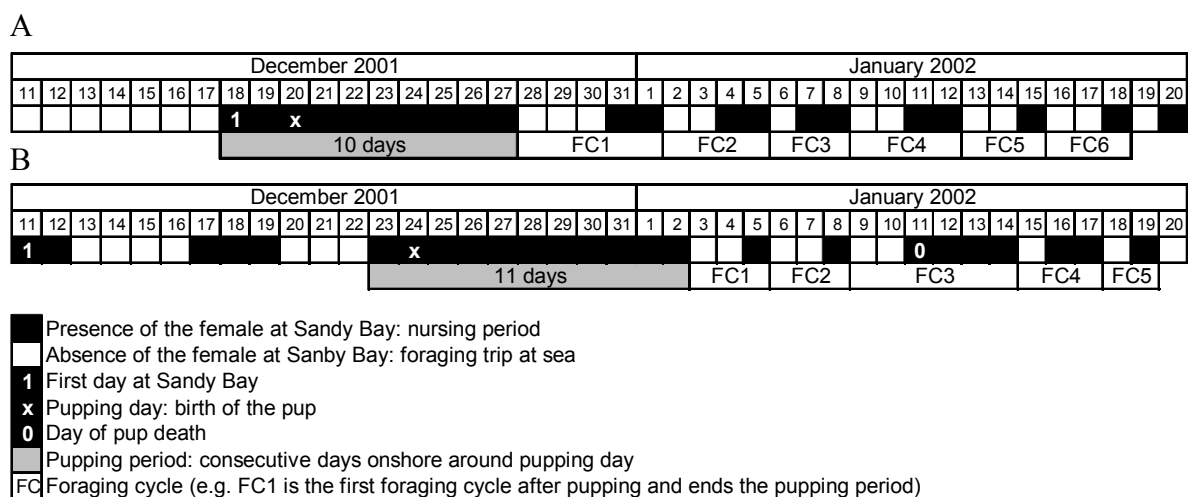 A
December 2001 January 2002
11 12 13 14 15 16 17 18 19 20 21 22 23 24 25 26 27 28 29 30 31 1 2 3 4 5 6 7 8 9 10 11 12 13 14 15 16 17 18 19 20
1 x
10 days FC1 FC2 FC3 FC4 FC5 FC6
B
December 2001 January 2002
11 12 13 14 15 16 17 18 19 20 21 22 23 24 25 26 27 28 29 30 31 1 2 3 4 5 6 7 8 9 10 11 12 13 14 15 16 17 18 19 20
1 x 0
11 days FC1 FC2 FC3 FC4 FC5
Presence of the female at Sandy Bay: nursing period
Absence of the female at Sanby Bay: foraging trip at sea
1 First day at Sandy Bay
x Pupping day: birth of the pup
0 Day of pup death
Pupping period: consecutive days onshore around pupping day
FC Foraging cycle (e.g. FC1 is the first foraging cycle after pupping and ends the pupping period)